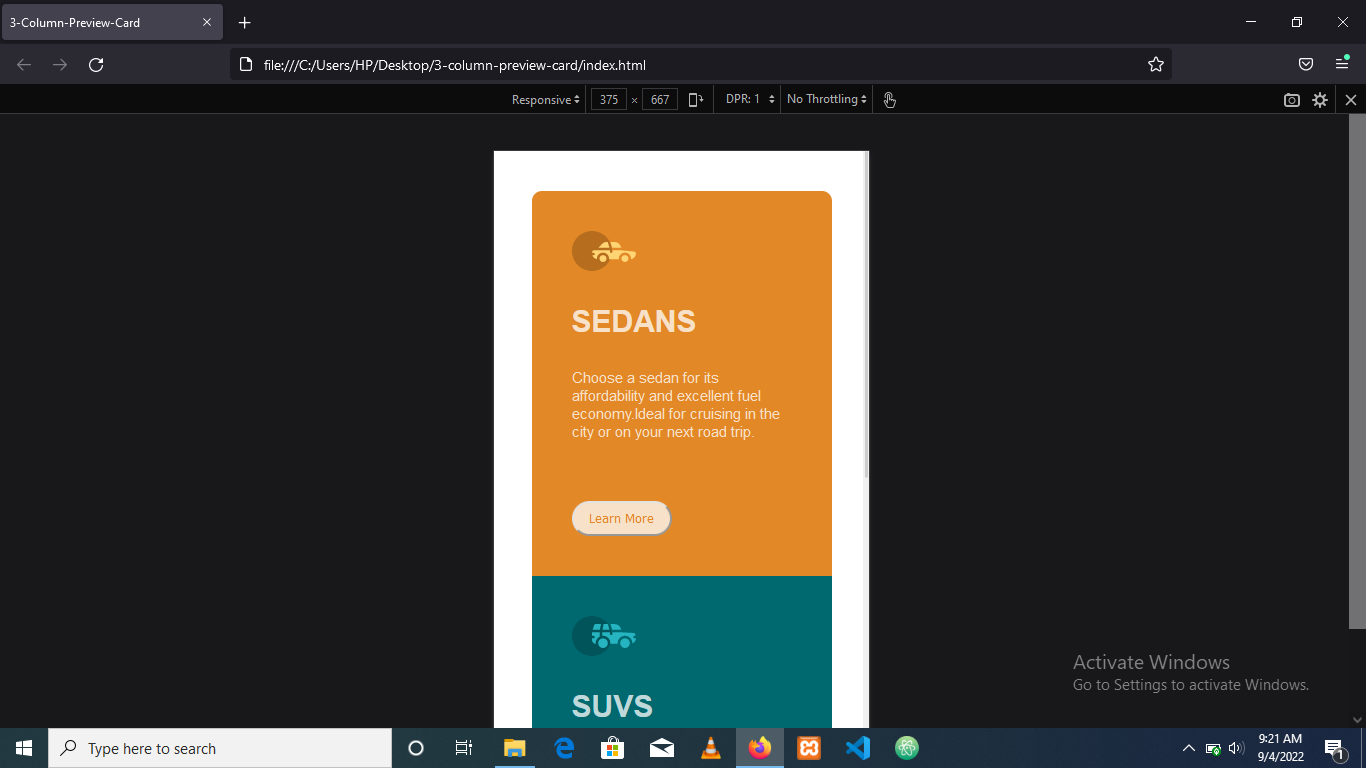 3-Column-Preview-Card
file:///C:/Users/HP/Desktop/3-column-preview-card/index.html
Responsive 375 × 667 DPR: 1 No Throttling
SEDANS
Choose a sedan for its
affordability and excellent fuel
economy.Ideal for cruising in the
city or on your next road trip.
Learn More
SUVS
Activate Windows
Go to Settings to activate Windows.
Type here to search
9:21 AM
9/4/2022
1